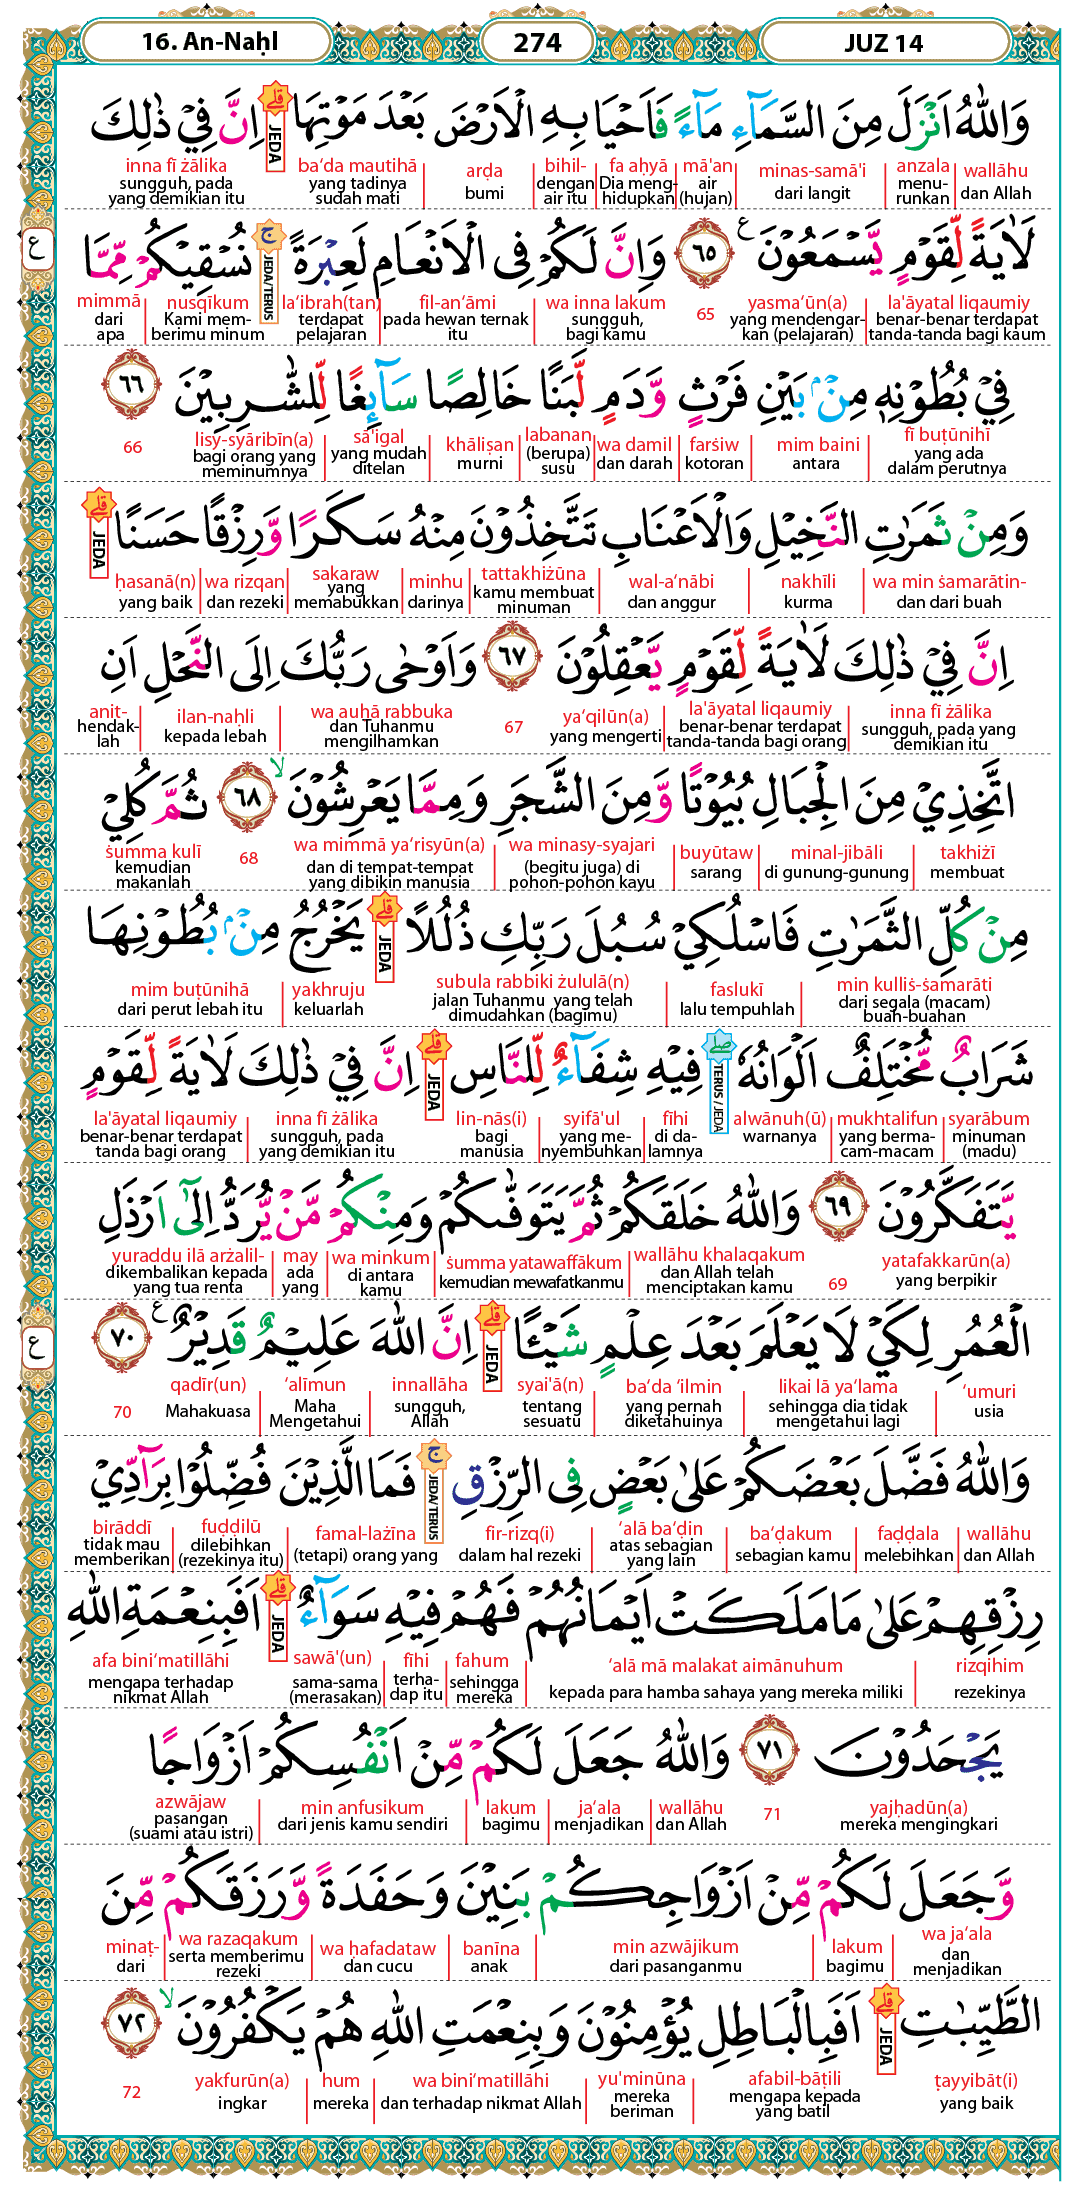 16. An-Naḥl
274
JUZ 14
وَاللّٰهُ اَنْزَلَ مِنَ السَّمَاۤءِ مَاۤءً فَاَحْيَا بِهِ الْاَرْضَ بَعْدَ مَوْتِهَا ۗ اِنَّ فِيْ ذٰلِكَ
JEDA
wallāhu anzala minas-samā'i mā'an fa aḥyā bihil- arḍa ba‘da mautihā inna fī żālika
dan Allah menu-runkan dari langit air (hujan) Dia meng-hidupkan dengan air itu bumi yang tadinya sudah mati sungguh, pada yang demikian itu
لَاٰيَةً لِّقَوْمٍ يَّسْمَعُوْنَ ࣖ ٦٥ وَاِنَّ لَكُمْ فِى الْاَنْعَامِ لَعِبْرَةً ۚ نُسْقِيْكُمْ مِّمَّا
JEDA/TERUS
la'āyatal liqaumiy yasma‘ūn(a) 65 wa inna lakum fil-an‘āmi la‘ibrah(tan) nusqīkum mimmā
benar-benar terdapat tanda-tanda bagi kaum yang mendengar-kan (pelajaran) sungguh, bagi kamu pada hewan ternak itu terdapat pelajaran Kami mem-berimu minum dari apa
فِيْ بُطُوْنِهٖ مِنْۢ بَيْنِ فَرْثٍ وَّدَمٍ لَّبَنًا خَالِصًا سَاۤىِٕغًا لِّلشّٰرِبِيْنَ ٦٦
fī buṭūnihī mim baini farṡiw wa damil labanan khāliṣan sā'igal lisy-syāribīn(a) 66
yang ada dalam perutnya antara kotoran dan darah (berupa) susu murni yang mudah ditelan bagi orang yang meminumnya
وَمِنْ ثَمَرٰتِ النَّخِيْلِ وَالْاَعْنَابِ تَتَّخِذُوْنَ مِنْهُ سَكَرًا وَّرِزْقًا حَسَنًا ۗ
JEDA
wa min ṡamarātin- nakhīli wal-a‘nābi tattakhiżūna minhu sakaraw wa rizqan ḥasanā(n)
dan dari buah kurma dan anggur kamu membuat minuman darinya yang memabukkan dan rezeki yang baik
اِنَّ فِيْ ذٰلِكَ لَاٰيَةً لِّقَوْمٍ يَّعْقِلُوْنَ ٦٧ وَاَوْحٰى رَبُّكَ اِلَى النَّحْلِ اَنِ
inna fī żālika la'āyatal liqaumiy ya‘qilūn(a) 67 wa auḥā rabbuka ilan-naḥli anit-
sungguh, pada yang demikian itu benar-benar terdapat tanda-tanda bagi orang yang mengerti dan Tuhanmu mengilhamkan kepada lebah hendak-lah
اتَّخِذِيْ مِنَ الْجِبَالِ بُيُوْتًا وَّمِنَ الشَّجَرِ وَمِمَّا يَعْرِشُوْنَ ۙ ٦٨ ثُمَّ كُلِيْ
takhiżī minal-jibāli buyūtaw wa minasy-syajari wa mimmā ya‘risyūn(a) 68 ṡumma kulī
membuat di gunung-gunung sarang (begitu juga) di pohon-pohon kayu dan di tempat-tempat yang dibikin manusia kemudian makanlah
مِنْ كُلِّ الثَّمَرٰتِ فَاسْلُكِيْ سُبُلَ رَبِّكِ ذُلُلًا ۗ يَخْرُجُ مِنْۢ بُطُوْنِهَا
JEDA
min kulliṡ-ṡamarāti faslukī subula rabbiki żululā(n) yakhruju mim buṭūnihā
dari segala (macam) buah-buahan lalu tempuhlah jalan Tuhanmu yang telah dimudahkan (bagimu) keluarlah dari perut lebah itu
شَرَابٌ مُّخْتَلِفٌ اَلْوَانُهٗ ۖ فِيْهِ شِفَاۤءٌ لِّلنَّاسِ ۗ اِنَّ فِيْ ذٰلِكَ لَاٰيَةً لِّقَوْمٍ
TERUS/JEDA JEDA
syarābum mukhtalifun alwānuh(ū) fīhi syifā'ul lin-nās(i) inna fī żālika la'āyatal liqaumiy
minuman (madu) yang berma-cam-macam warnanya di da-lamnya yang me-nyembuhkan bagi manusia sungguh, pada yang demikian itu benar-benar terdapat tanda bagi orang
يَّتَفَكَّرُوْنَ ٦٩ وَاللّٰهُ خَلَقَكُمْ ثُمَّ يَتَوَفّٰىكُمْ وَمِنْكُمْ مَّنْ يُّرَدُّ اِلٰٓى اَرْذَلِ
yatafakkarūn(a) 69 wallāhu khalaqakum ṡumma yatawaffākum wa minkum may yuraddu ilā arżalil-
yang berpikir dan Allah telah menciptakan kamu kemudian mewafatkanmu di antara kamu ada yang dikembalikan kepada yang tua renta
الْعُمُرِ لِكَيْ لَا يَعْلَمَ بَعْدَ عِلْمٍ شَيْـًٔا ۗ اِنَّ اللّٰهَ عَلِيْمٌ قَدِيْرٌ ࣖ ٧٠
JEDA
‘umuri likai lā ya‘lama ba‘da ‘ilmin syai'ā(n) innallāha ‘alīmun qadīr(un) 70
usia sehingga dia tidak mengetahui lagi yang pernah diketahuinya tentang sesuatu sungguh, Allah Maha Mengetahui Mahakuasa
وَاللّٰهُ فَضَّلَ بَعْضَكُمْ عَلٰى بَعْضٍ فِى الرِّزْقِ ۚ فَمَا الَّذِيْنَ فُضِّلُوْا بِرَاۤدِّيْ
JEDA/TERUS
wallāhu faḍḍala ba‘ḍakum ‘alā ba‘ḍin fir-rizq(i) famal-lażīna fuḍḍilū birāddī
dan Allah melebihkan sebagian kamu atas sebagian yang lain dalam hal rezeki (tetapi) orang yang dilebihkan (rezekinya itu) tidak mau memberikan
رِزْقِهِمْ عَلٰى مَا مَلَكَتْ اَيْمَانُهُمْ فَهُمْ فِيْهِ سَوَاۤءٌ ۗ اَفَبِنِعْمَةِ اللّٰهِ
JEDA
rizqihim ‘alā mā malakat aimānuhum fahum fīhi sawā'(un) afa bini‘matillāhi
rezekinya kepada para hamba sahaya yang mereka miliki sehingga mereka terha-dap itu sama-sama (merasakan) mengapa terhadap nikmat Allah
يَجْحَدُوْنَ ٧١ وَاللّٰهُ جَعَلَ لَكُمْ مِّنْ اَنْفُسِكُمْ اَزْوَاجًا
yajḥadūn(a) 71 wallāhu ja‘ala lakum min anfusikum azwājaw
mereka mengingkari dan Allah menjadikan bagimu dari jenis kamu sendiri pasangan (suami atau istri)
وَّجَعَلَ لَكُمْ مِّنْ اَزْوَاجِكُمْ بَنِيْنَ وَحَفَدَةً وَّرَزَقَكُمْ مِّنَ
wa ja‘ala lakum min azwājikum banīna wa ḥafadataw wa razaqakum minaṭ-
dan menjadikan bagimu dari pasanganmu anak dan cucu serta memberimu rezeki dari
الطَّيِّبٰتِ ۗ اَفَبِالْبَاطِلِ يُؤْمِنُوْنَ وَبِنِعْمَتِ اللّٰهِ هُمْ يَكْفُرُوْنَ ۙ ٧٢
JEDA
ṭayyibāt(i) afabil-bāṭili yu'minūna wa bini‘matillāhi hum yakfurūn(a) 72
yang baik mengapa kepada yang batil mereka beriman dan terhadap nikmat Allah mereka ingkar
ع
ع